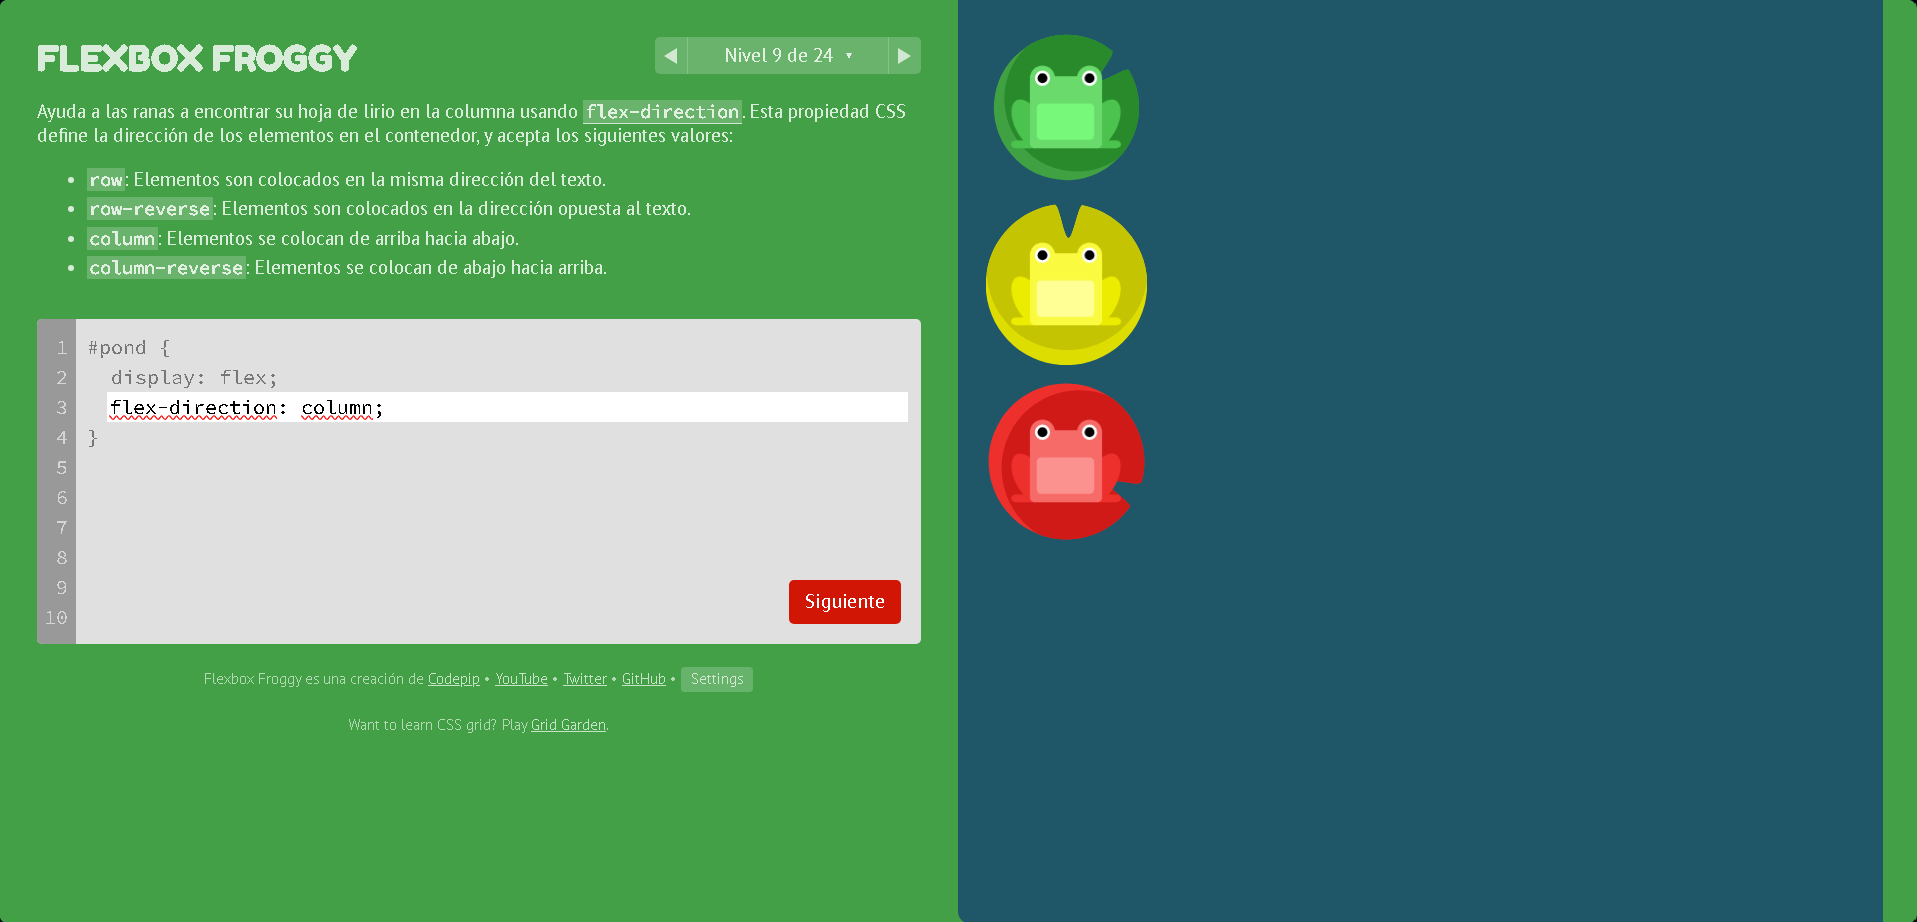 FLEXBOX FROGGY
◀ Nivel 9 de 24 ▾ ▶
Ayuda a las ranas a encontrar su hoja de lirio en la columna usando flex-direction. Esta propiedad CSS
define la dirección de los elementos en el contenedor, y acepta los siguientes valores:
• row: Elementos son colocados en la misma dirección del texto.
• row-reverse: Elementos son colocados en la dirección opuesta al texto.
• column: Elementos se colocan de arriba hacia abajo.
• column-reverse: Elementos se colocan de abajo hacia arriba.
1 #pond {
2 display: flex;
3 flex-direction: column;
4 }
5
6
7
8
9
10
Siguiente
Flexbox Froggy es una creación de Codepip • YouTube • Twitter • GitHub • Settings
Want to learn CSS grid? Play Grid Garden.